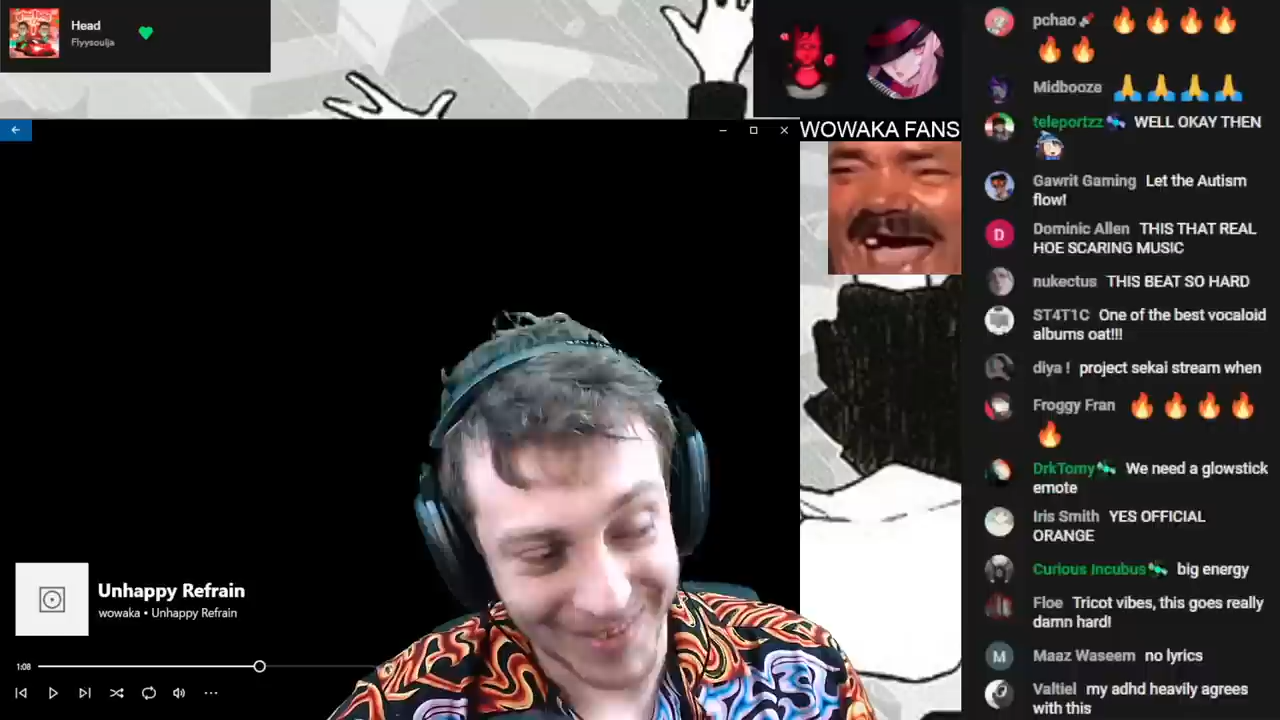 Head
Flyysoulja
WOWAKA FANS
Unhappy Refrain
wowaka • Unhappy Refrain
1:08
pchao
Midbooze
teleportzz WELL OKAY THEN
Gawrit Gaming Let the Autism
flow!
D
Dominic Allen THIS THAT REAL
HOE SCARING MUSIC
nukectus THIS BEAT SO HARD
ST4T1C One of the best vocaloid
albums oat!!!
diya ! project sekai stream when
Froggy Fran
DrkTomy We need a glowstick
emote
Iris Smith YES OFFICIAL
ORANGE
Curious Incubus big energy
Floe Tricot vibes, this goes really
damn hard!
M
Maaz Waseem no lyrics
Valtiel my adhd heavily agrees
with this